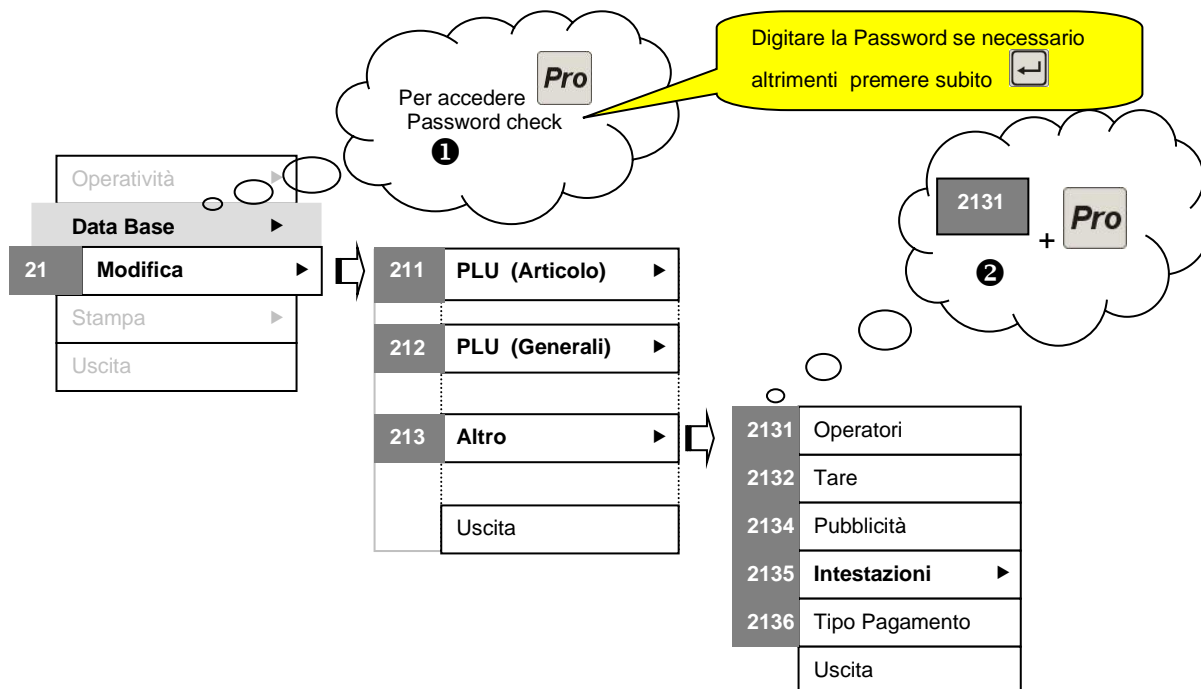 Digitare la Password se necessario
altrimenti premere subito
Pro
Per accedere
Password check
❶
2131
+
Pro
❷
Operatività
Data Base
21 Modifica
Stampa
Uscita
211 PLU (Articolo)
212 PLU (Generali)
213 Altro
Uscita
2131 Operatori
2132 Tare
2134 Pubblicità
2135 Intestazioni
2136 Tipo Pagamento
Uscita